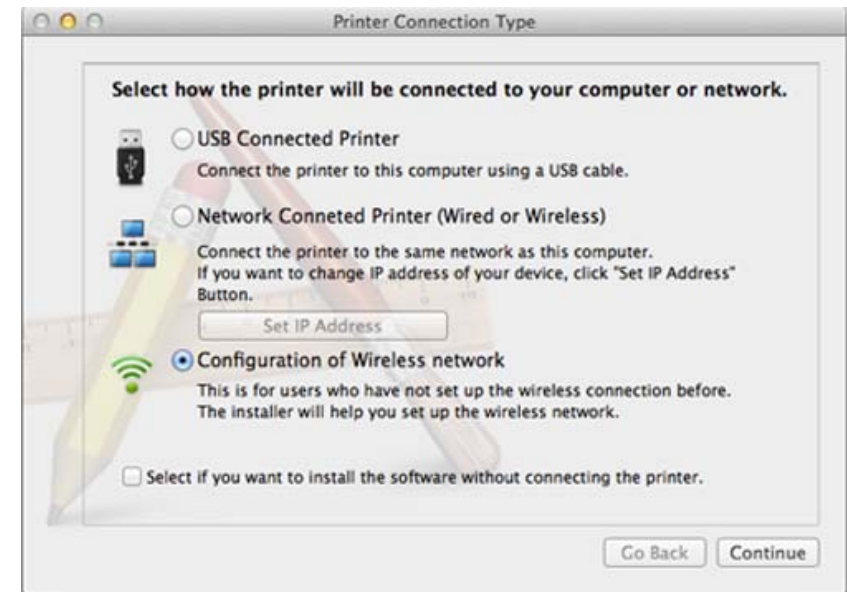 Printer Connection Type
Select how the printer will be connected to your computer or network.
USB Connected Printer
Connect the printer to this computer using a USB cable.
Network Conneted Printer (Wired or Wireless)
Connect the printer to the same network as this computer.
If you want to change IP address of your device, click "Set IP Address"
Button.
Set IP Address
Configuration of Wireless network
This is for users who have not set up the wireless connection before.
The installer will help you set up the wireless network.
Select if you want to install the software without connecting the printer.
Go Back Continue